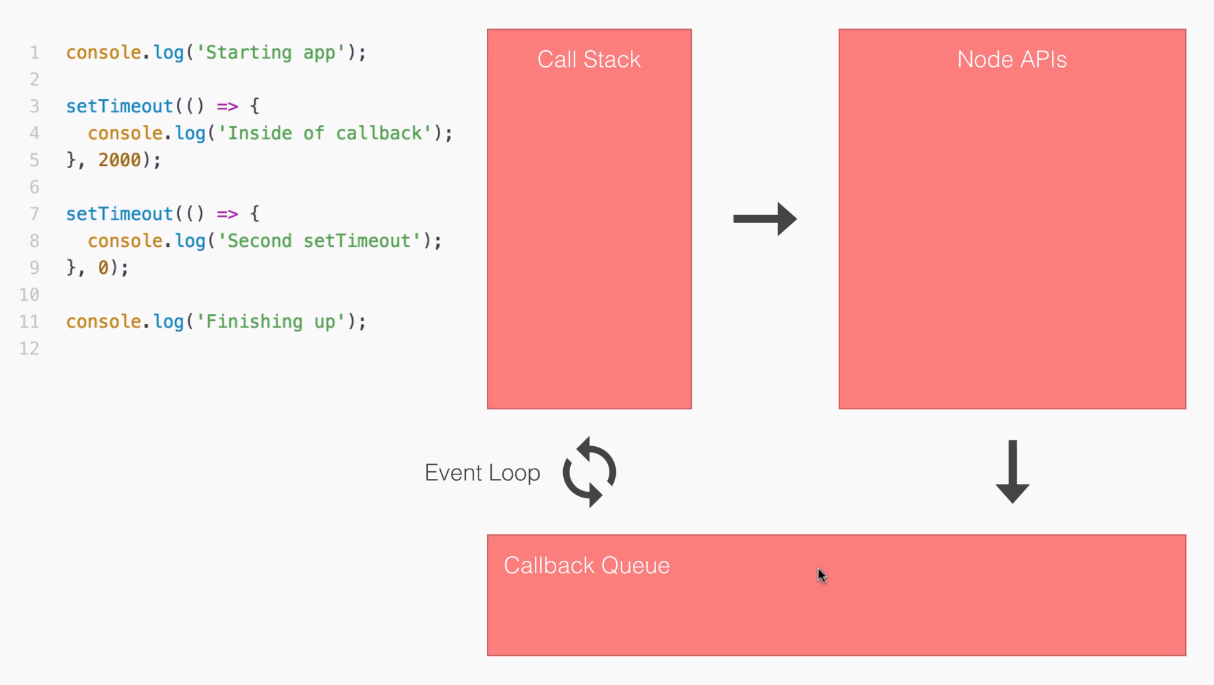 1 console.log('Starting app');
2
3 setTimeout(() => {
4   console.log('Inside of callback');
5 }, 2000);
6
7 setTimeout(() => {
8   console.log('Second setTimeout');
9 }, 0);
10
11 console.log('Finishing up');
12
Call Stack
Node APIs
Event Loop
Callback Queue